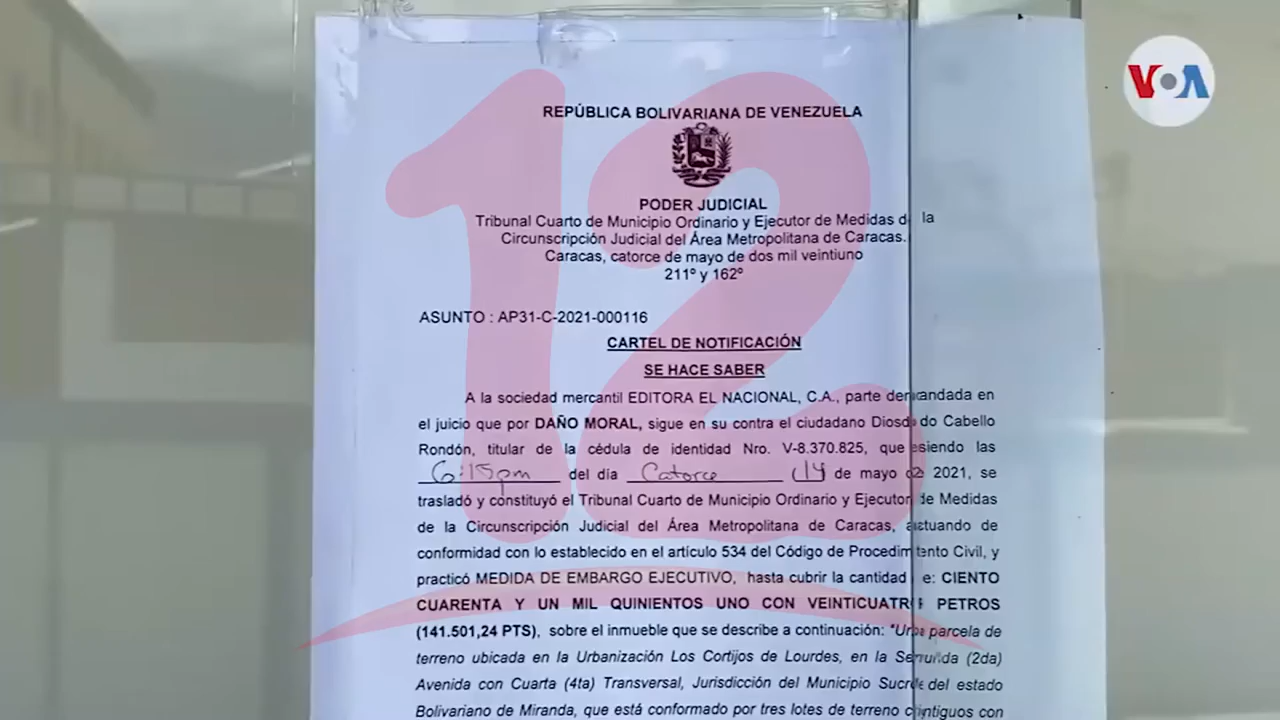 VOA
12
REPÚBLICA BOLIVARIANA DE VENEZUELA
PODER JUDICIAL
Tribunal Cuarto de Municipio Ordinario y Ejecutor de Medidas de la
Circunscripción Judicial del Área Metropolitana de Caracas.
Caracas, catorce de mayo de dos mil veintiuno
211º y 162º
ASUNTO : AP31-C-2021-000116
CARTEL DE NOTIFICACIÓN
SE HACE SABER
A la sociedad mercantil EDITORA EL NACIONAL, C.A., parte demandada en
el juicio que por DAÑO MORAL, sigue en su contra el ciudadano Diosdado Cabello
Rondón, titular de la cédula de identidad Nro. V-8.370.825, que siendo las
6:15pm del día Catorce (14 de mayo de 2021, se
trasladó y constituyó el Tribunal Cuarto de Municipio Ordinario y Ejecutor de Medidas
de la Circunscripción Judicial del Área Metropolitana de Caracas, actuando de
conformidad con lo establecido en el artículo 534 del Código de Procedimiento Civil, y
practicó MEDIDA DE EMBARGO EJECUTIVO, hasta cubrir la cantidad de: CIENTO
CUARENTA Y UN MIL QUINIENTOS UNO CON VEINTICUATRO PETROS
(141.501,24 PTS), sobre el inmueble que se describe a continuación: "Una parcela de
terreno ubicada en la Urbanización Los Cortijos de Lourdes, en la Segunda (2da)
Avenida con Cuarta (4ta) Transversal, Jurisdicción del Municipio Sucre del estado
Bolivariano de Miranda, que está conformado por tres lotes de terreno contiguos con